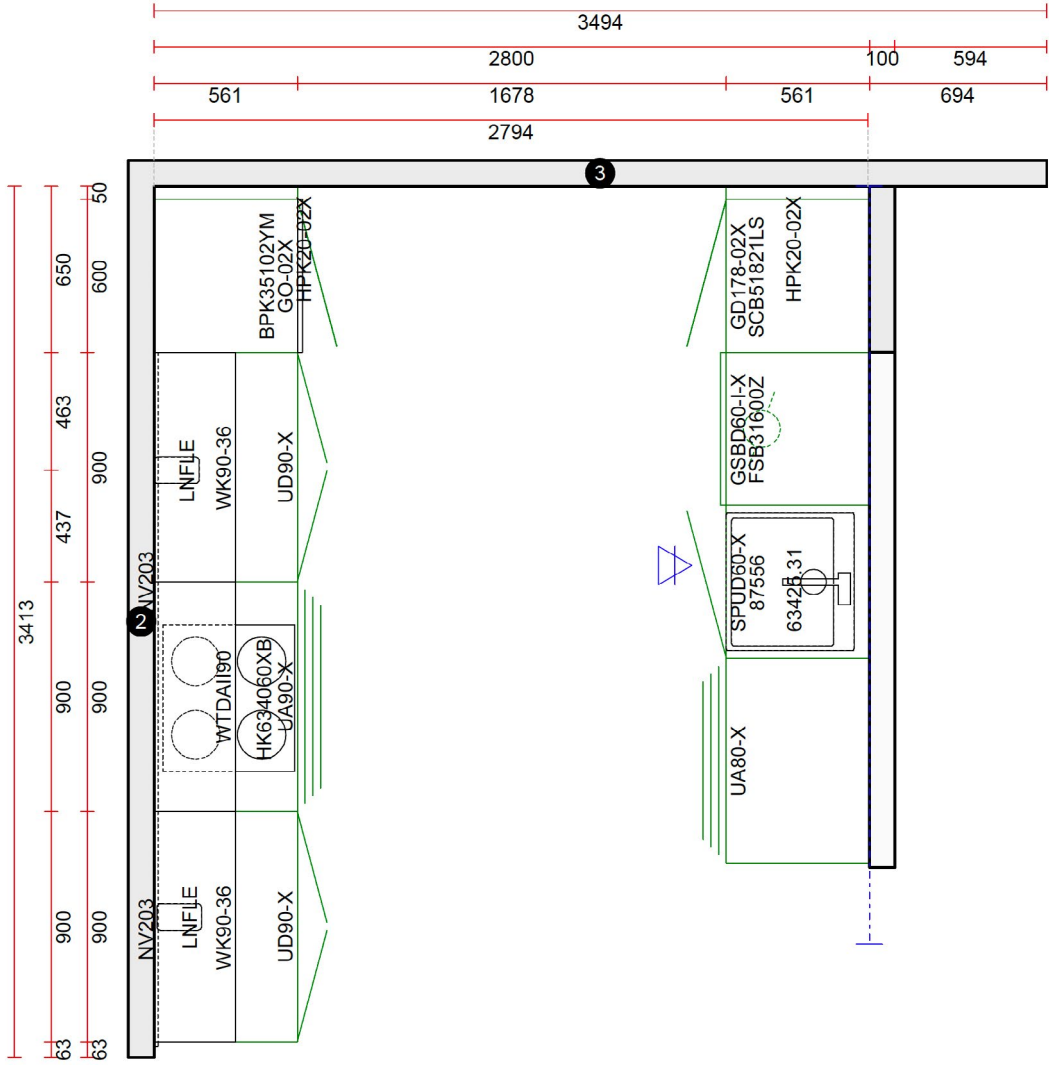 3494
2800
100
594
561
1678
561
694
2794
3
50
650
600
BPK35102YM
GO-02X
HPK20-02X
GD178-02X
SCB51821LS
HPK20-02X
463
900
437
LNFLE
WK90-36
UD90-X
GSBD60-I-X
FSB31600Z
NV203
2
SPUD60-X
87556
63425.31
3413
900
900
WTDAII90
HK634060XB
UA90-X
UA80-X
900
900
NV203
LNFLE
WK90-36
UD90-X
63
63